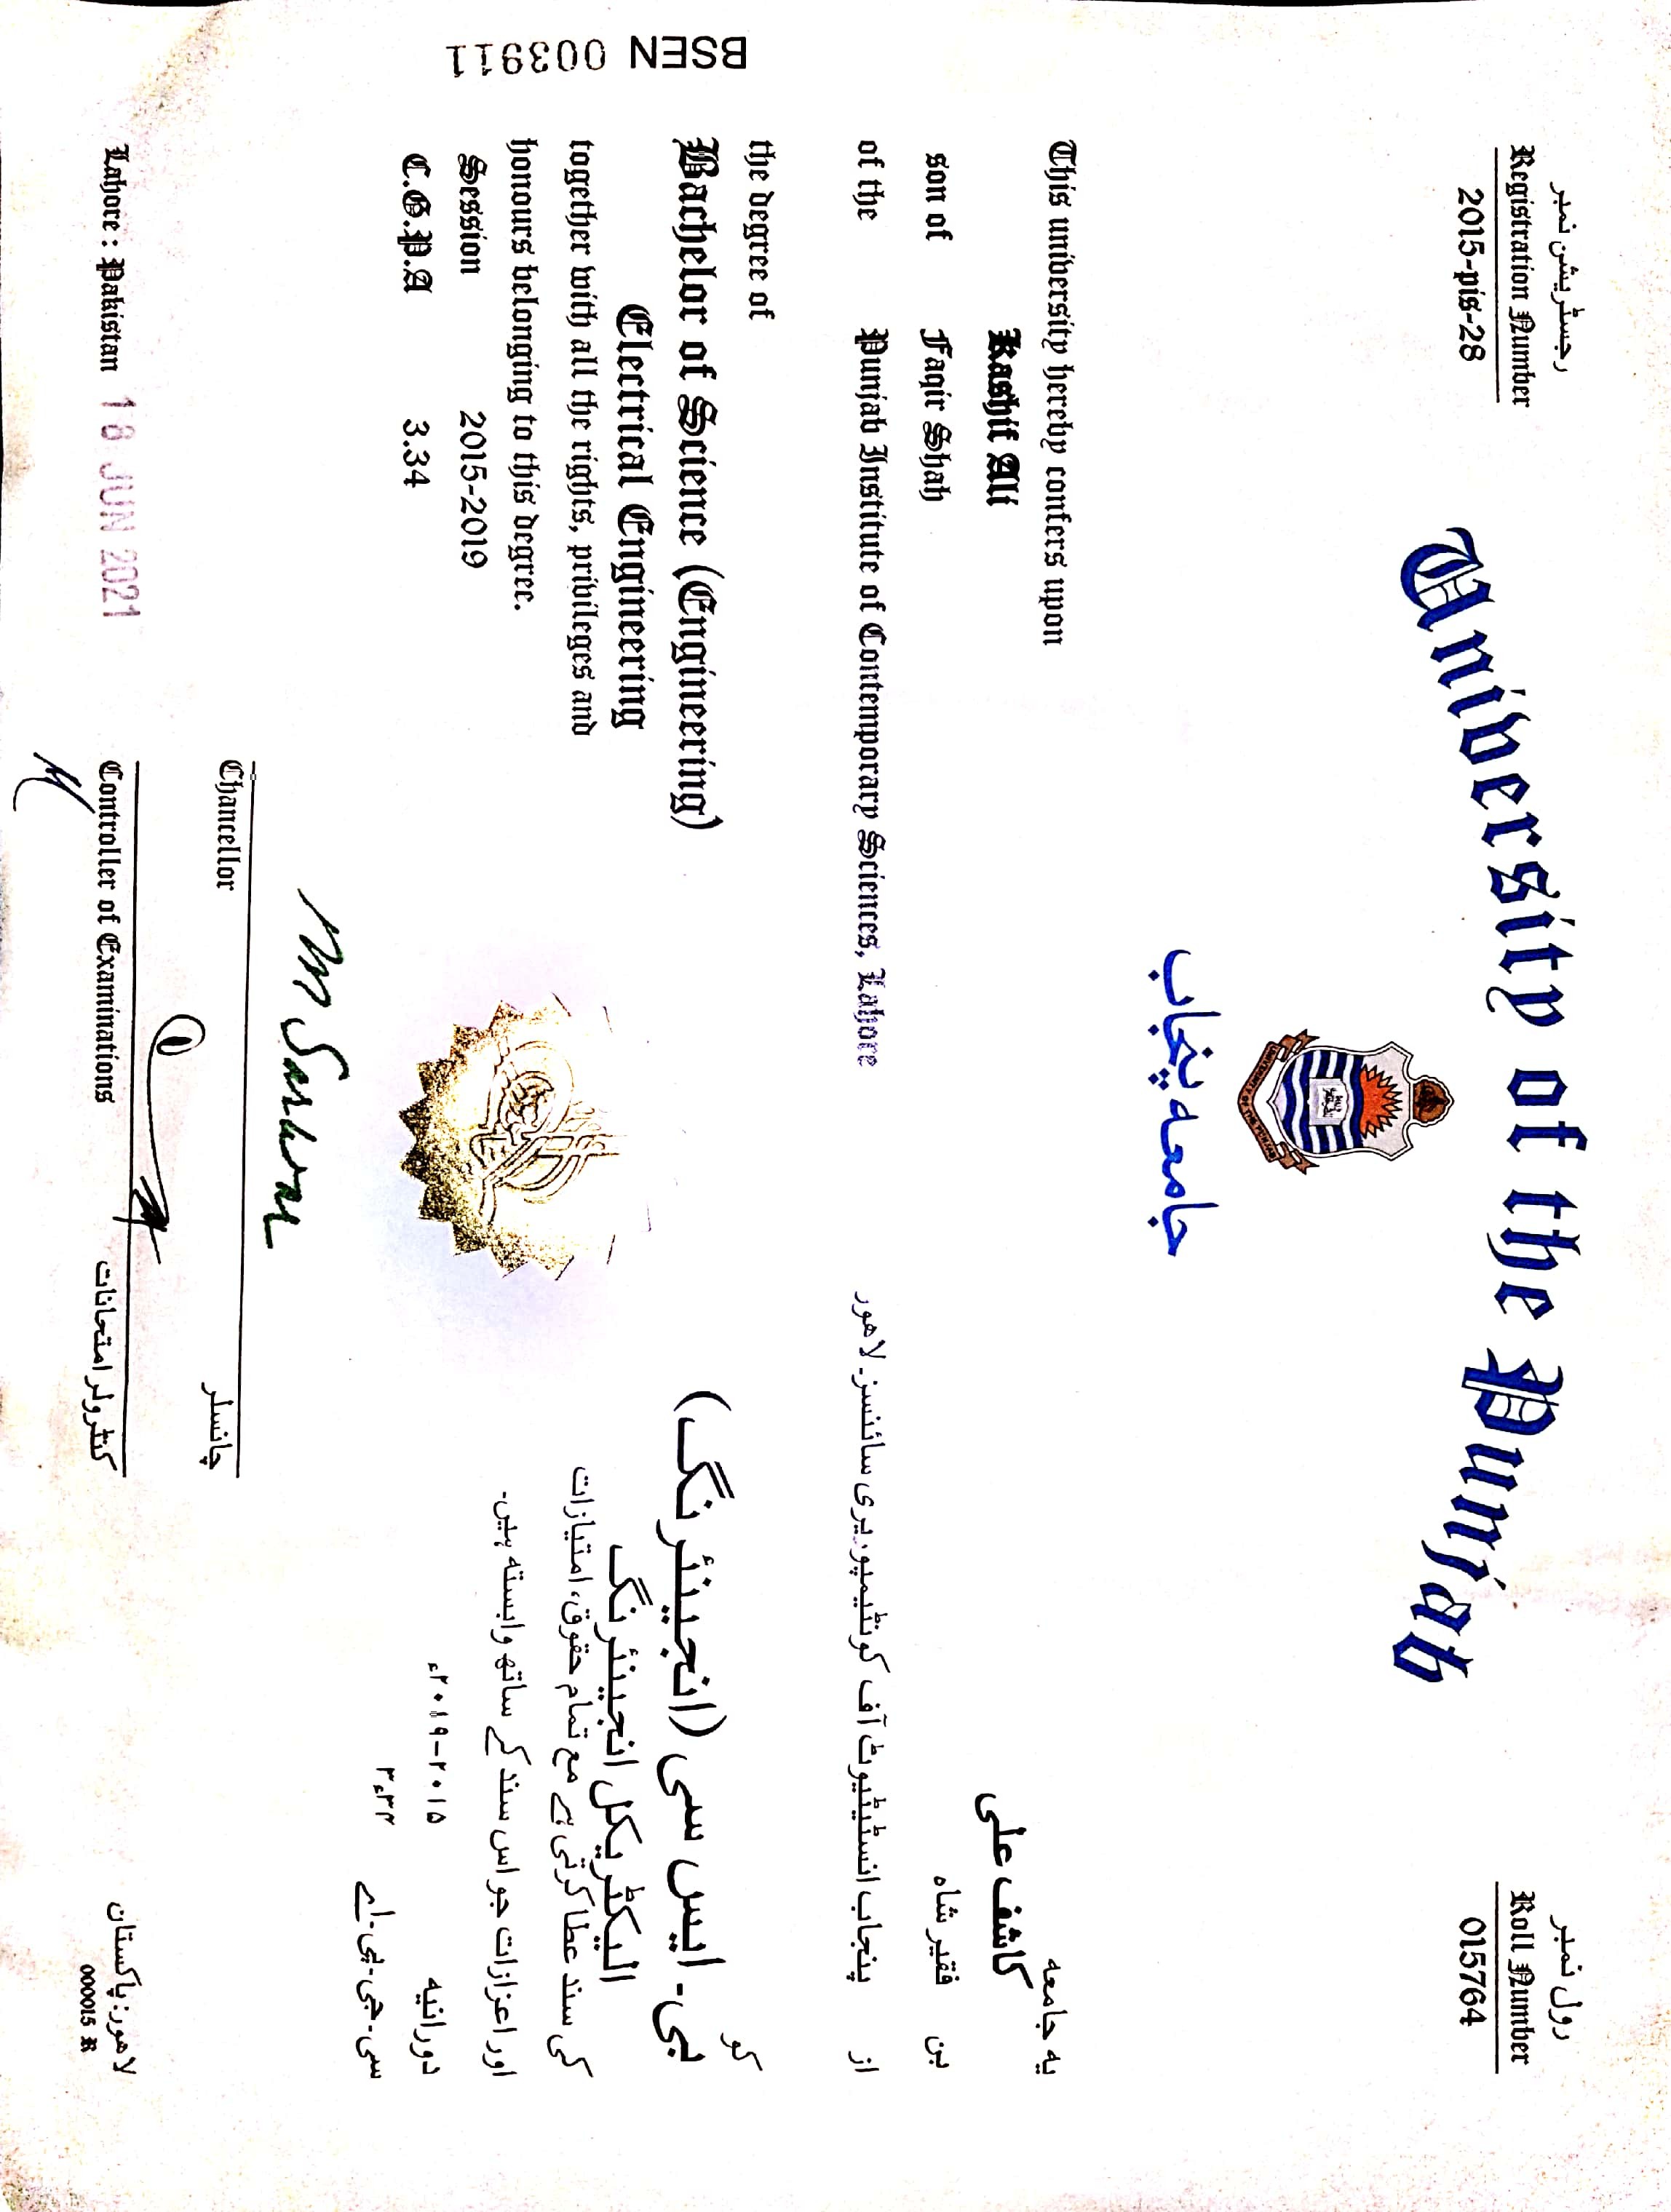 BSEN 003911
رجسٹریشن نمبر
Registration Number
2015-pis-28
رول نمبر
Roll Number
015764
University of the Punjab
جامعہ پنجاب
This university hereby confers upon
Kashif Ali
son of Faqir Shah
of the Punjab Institute of Contemporary Sciences, Lahore
the degree of
Bachelor of Science (Engineering)
Electrical Engineering
together with all the rights, privileges and
honours belonging to this degree.
Session 2015-2019
C.G.P.A 3.34
یہ جامعہ
کاشف علی
بن فقیر شاہ
از پنجاب انسٹیٹیوٹ آف کونٹیمپوریری سائنسز۔ لاھور
کو
بی۔ ایس سی (انجینئرنگ)
الیکٹریکل انجینئرنگ
کی سند عطا کرتی ہے مع تمام حقوق، امتیازات
اور اعزازات جو اس سند کے ساتھ وابستہ ہیں۔
دورانیہ ۲۰۱۵-۲۰۱۹ء
سی۔جی۔پی۔اے ۳ء۳۴
M Sarwar
Chancellor چانسلر
Controller of Examinations کنٹرولر امتحانات
Lahore : Pakistan 18 JUN 2021
لاھور: پاکستان
000015 R